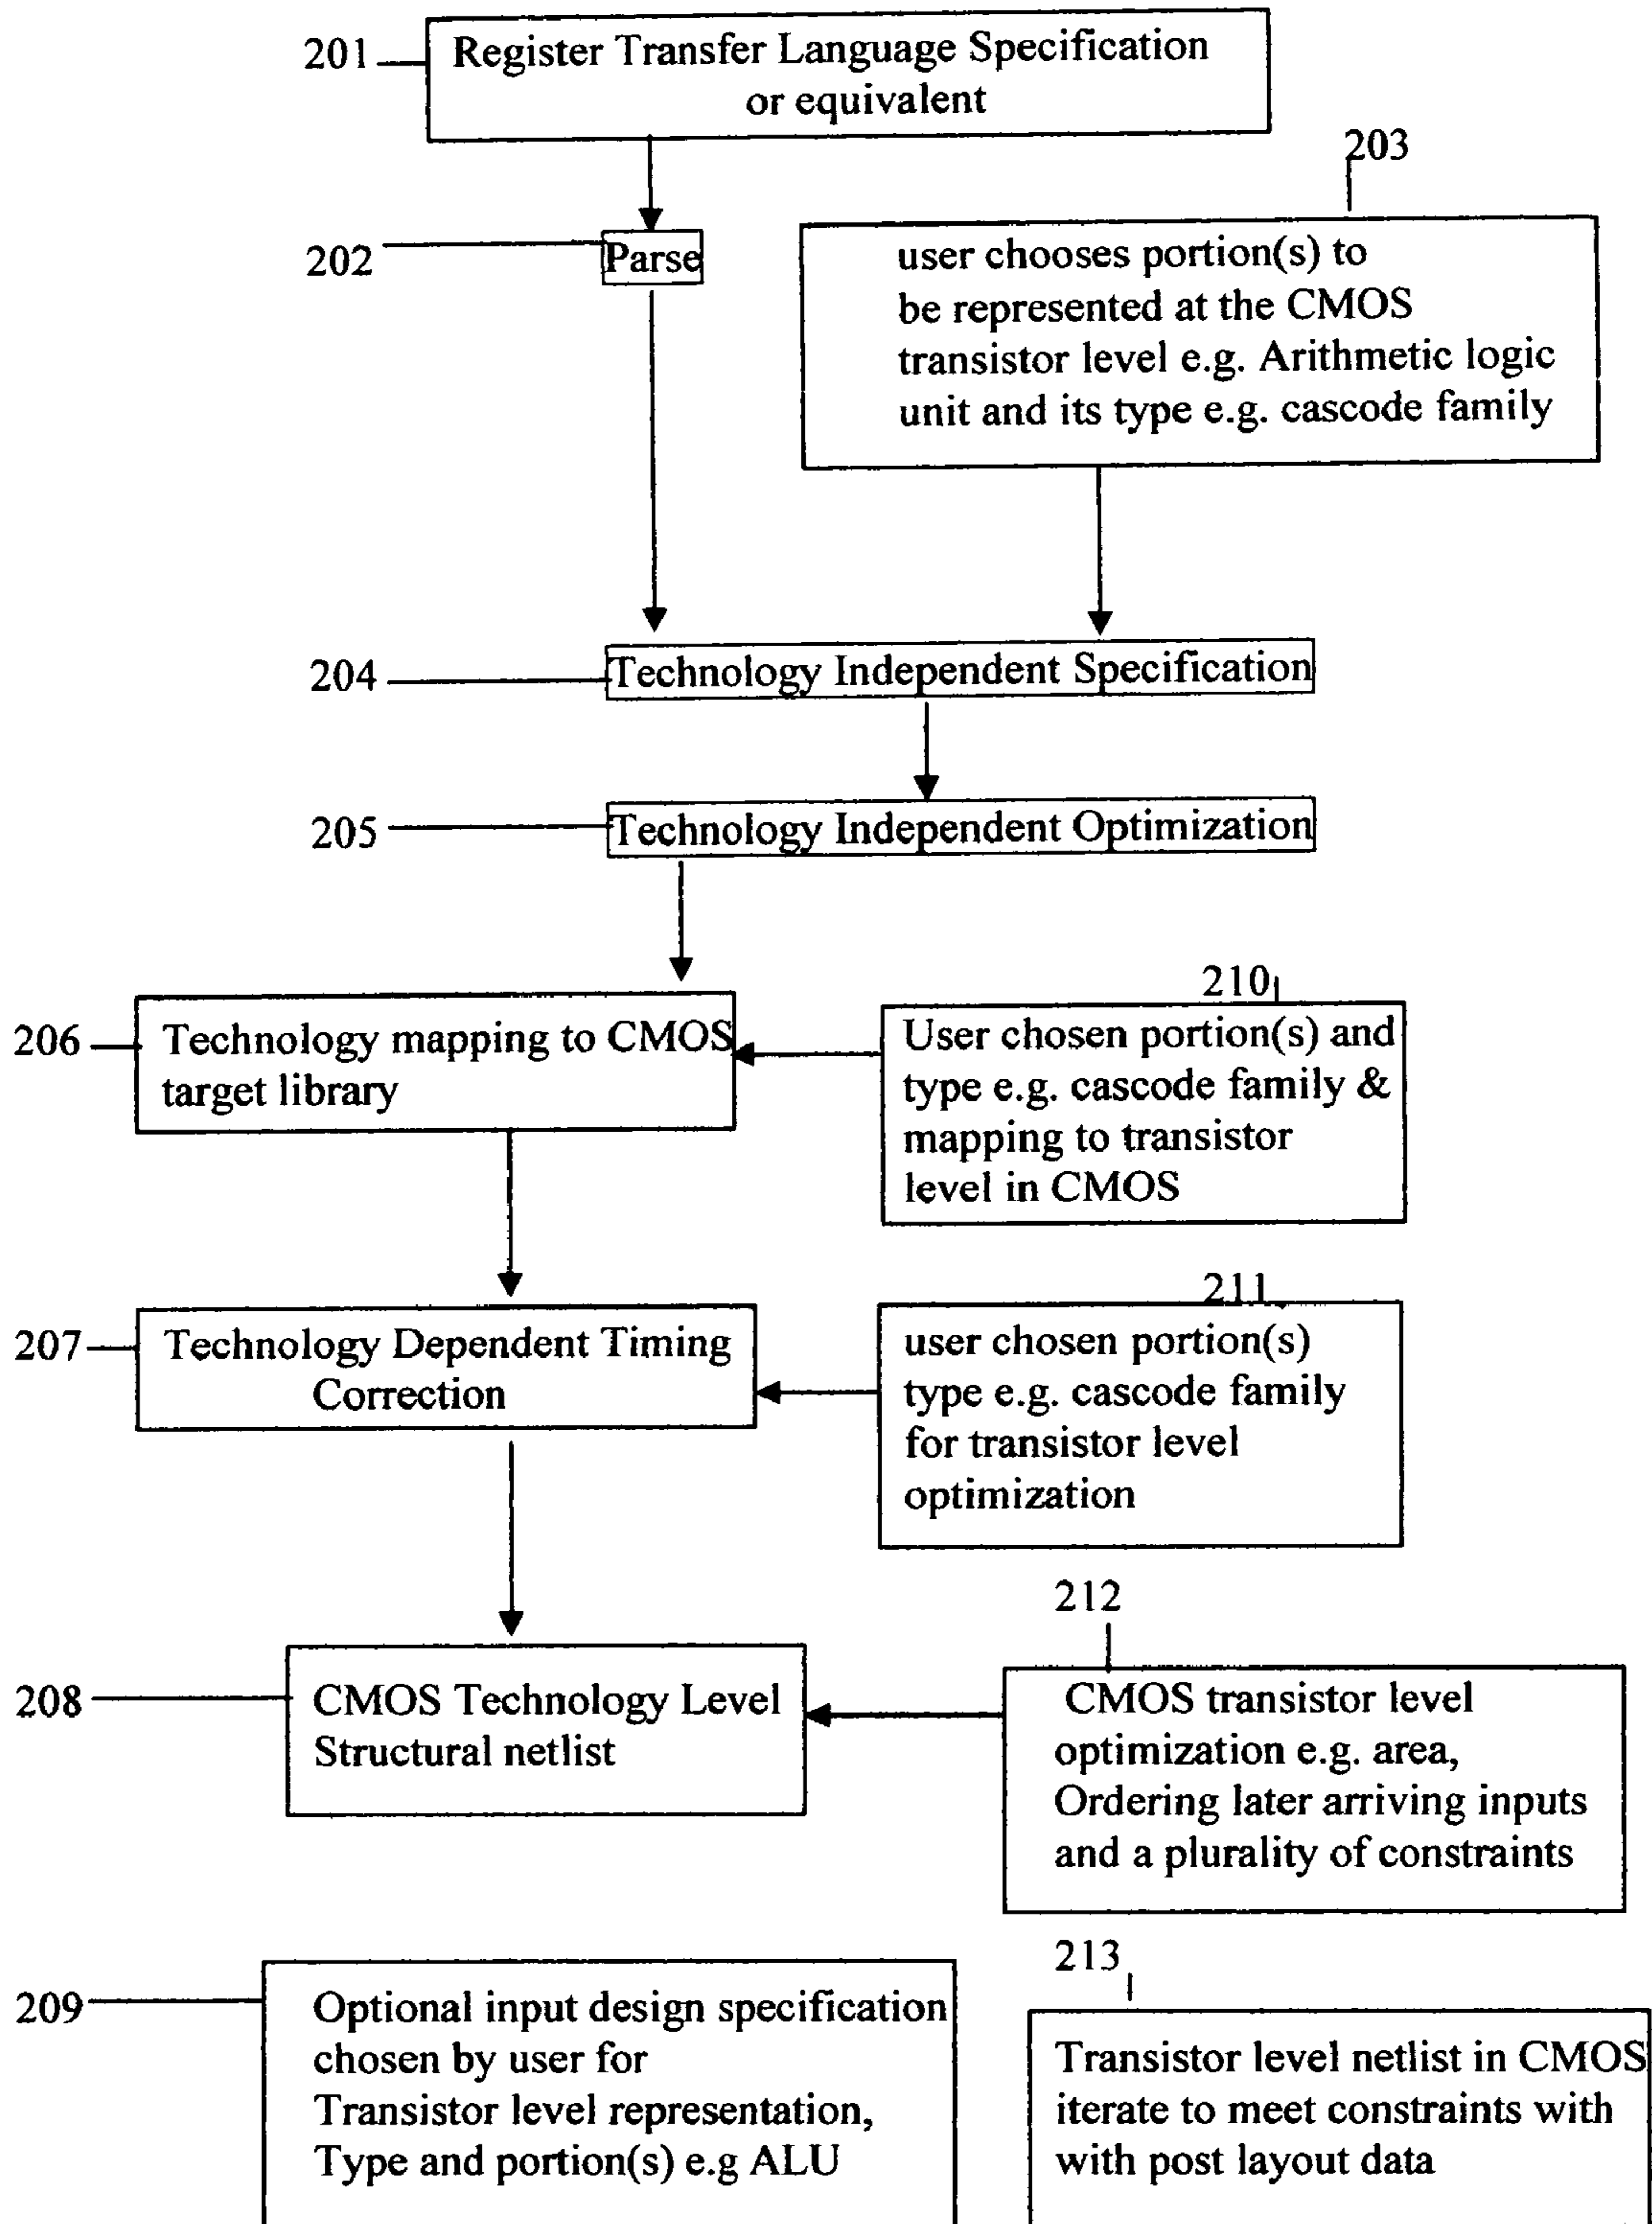 201
Register Transfer Language Specification
or equivalent
203
202
Parse
user chooses portion(s) to
be represented at the CMOS
transistor level e.g. Arithmetic logic
unit and its type e.g. cascode family
204
Technology Independent Specification
205
Technology Independent Optimization
206
Technology mapping to CMOS
target library
210
User chosen portion(s) and
type e.g. cascode family &
mapping to transistor
level in CMOS
207
Technology Dependent Timing
Correction
211
user chosen portion(s)
type e.g. cascode family
for transistor level
optimization
212
208
CMOS Technology Level
Structural netlist
CMOS transistor level
optimization e.g. area,
Ordering later arriving inputs
and a plurality of constraints
209
Optional input design specification
chosen by user for
Transistor level representation,
Type and portion(s) e.g ALU
213
Transistor level netlist in CMOS
iterate to meet constraints with
with post layout data